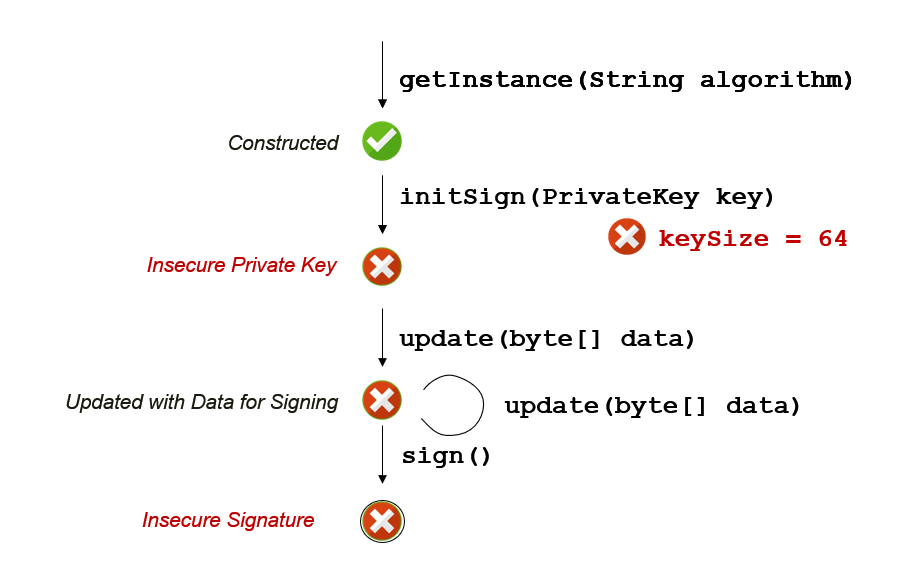 getInstance(String algorithm)
Constructed
initSign(PrivateKey key)
keySize = 64
Insecure Private Key
update(byte[] data)
Updated with Data for Signing
update(byte[] data)
sign()
Insecure Signature